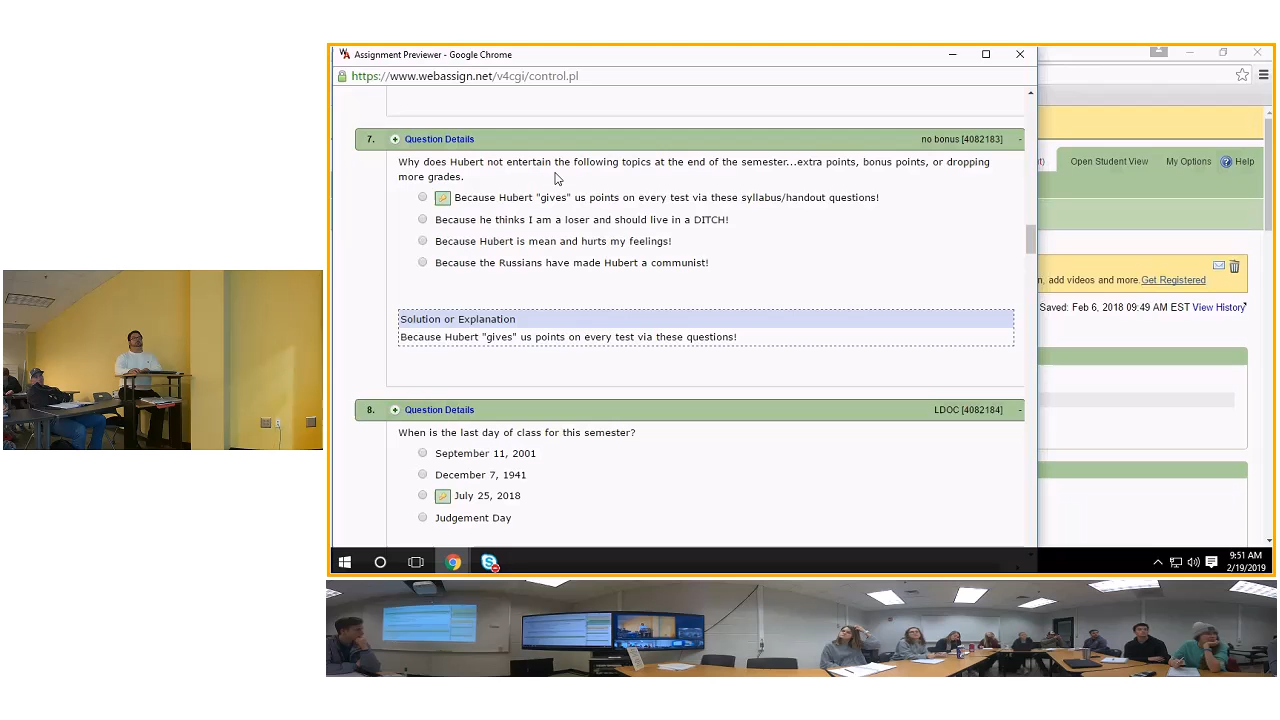 Assignment Previewer - Google Chrome
https://www.webassign.net/v4cgi/control.pl
7. Question Details no bonus [4082183] -
Why does Hubert not entertain the following topics at the end of the semester...extra points, bonus points, or dropping
more grades.
Because Hubert "gives" us points on every test via these syllabus/handout questions!
Because he thinks I am a loser and should live in a DITCH!
Because Hubert is mean and hurts my feelings!
Because the Russians have made Hubert a communist!
Solution or Explanation
Because Hubert "gives" us points on every test via these questions!
8. Question Details LDOC [4082184] -
When is the last day of class for this semester?
September 11, 2001
December 7, 1941
July 25, 2018
Judgement Day
Open Student View My Options Help
n, add videos and more. Get Registered
Saved: Feb 6, 2018 09:49 AM EST View History
9:51 AM
2/19/2019